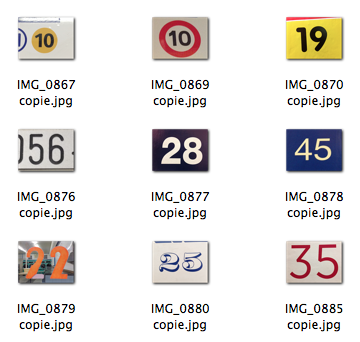 10 10 19
IMG_0867 IMG_0869 IMG_0870
copie.jpg copie.jpg copie.jpg
056 28 45
IMG_0876 IMG_0877 IMG_0878
copie.jpg copie.jpg copie.jpg
22 25 35
IMG_0879 IMG_0880 IMG_0885
copie.jpg copie.jpg copie.jpg